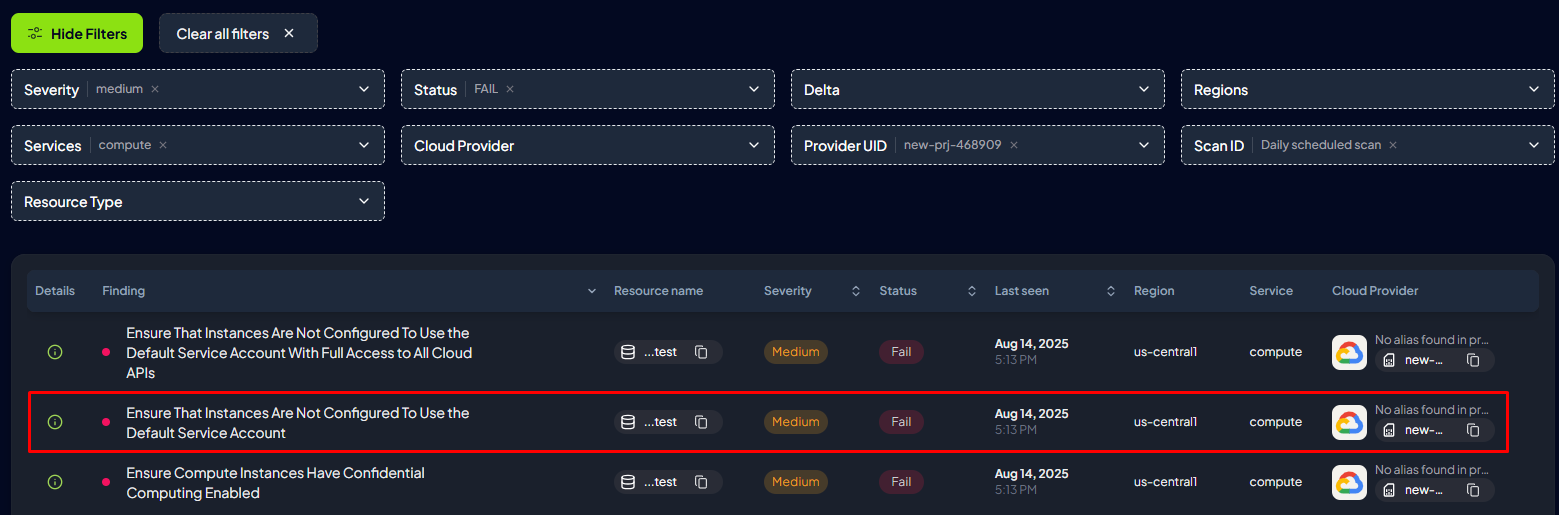 Hide Filters
Clear all filters ×
Severity medium ×
Status FAIL ×
Delta
Regions
Services compute ×
Cloud Provider
Provider UID new-prj-468909 ×
Scan ID Daily scheduled scan ×
Resource Type
Details Finding Resource name Severity Status Last seen Region Service Cloud Provider
Ensure That Instances Are Not Configured To Use the
Default Service Account With Full Access to All Cloud
APIs
...test
Medium
Fail
Aug 14, 2025
5:13 PM
us-central1
compute
No alias found in pr...
new-...
Ensure That Instances Are Not Configured To Use the
Default Service Account
...test
Medium
Fail
Aug 14, 2025
5:13 PM
us-central1
compute
No alias found in pr...
new-...
Ensure Compute Instances Have Confidential
Computing Enabled
...test
Medium
Fail
Aug 14, 2025
5:13 PM
us-central1
compute
No alias found in pr...
new-...